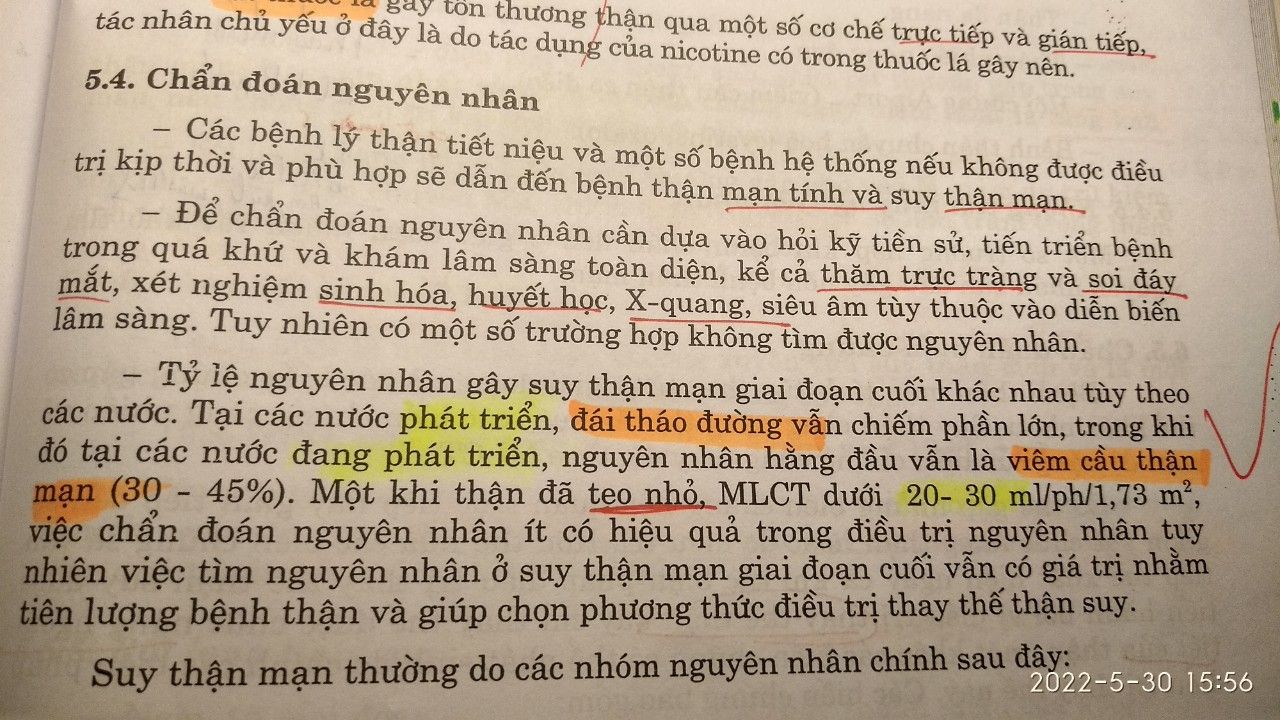 là gây tổn thương thận qua một số cơ chế trực tiếp và gián tiếp,
tác nhân chủ yếu ở đây là do tác dụng của nicotine có trong thuốc lá gây nên.
5.4. Chẩn đoán nguyên nhân
– Các bệnh lý thận tiết niệu và một số bệnh hệ thống nếu không được điều
trị kịp thời và phù hợp sẽ dẫn đến bệnh thận mạn tính và suy thận mạn.
– Để chẩn đoán nguyên nhân cần dựa vào hỏi kỹ tiền sử, tiến triển bệnh
trong quá khứ và khám lâm sàng toàn diện, kể cả thăm trực tràng và soi đáy
mắt, xét nghiệm sinh hóa, huyết học, X-quang, siêu âm tùy thuộc vào diễn biến
lâm sàng. Tuy nhiên có một số trường hợp không tìm được nguyên nhân.
– Tỷ lệ nguyên nhân gây suy thận mạn giai đoạn cuối khác nhau tùy theo
các nước. Tại các nước phát triển, đái tháo đường vẫn chiếm phần lớn, trong khi
đó tại các nước đang phát triển, nguyên nhân hằng đầu vẫn là viêm cầu thận
mạn (30 - 45%). Một khi thận đã teo nhỏ, MLCT dưới 20- 30 ml/ph/1,73 m²,
việc chẩn đoán nguyên nhân ít có hiệu quả trong điều trị nguyên nhân tuy
nhiên việc tìm nguyên nhân ở suy thận mạn giai đoạn cuối vẫn có giá trị nhằm
tiên lượng bệnh thận và giúp chọn phương thức điều trị thay thế thận suy.
Suy thận mạn thường do các nhóm nguyên nhân chính sau đây:
2022-5-30 15:56